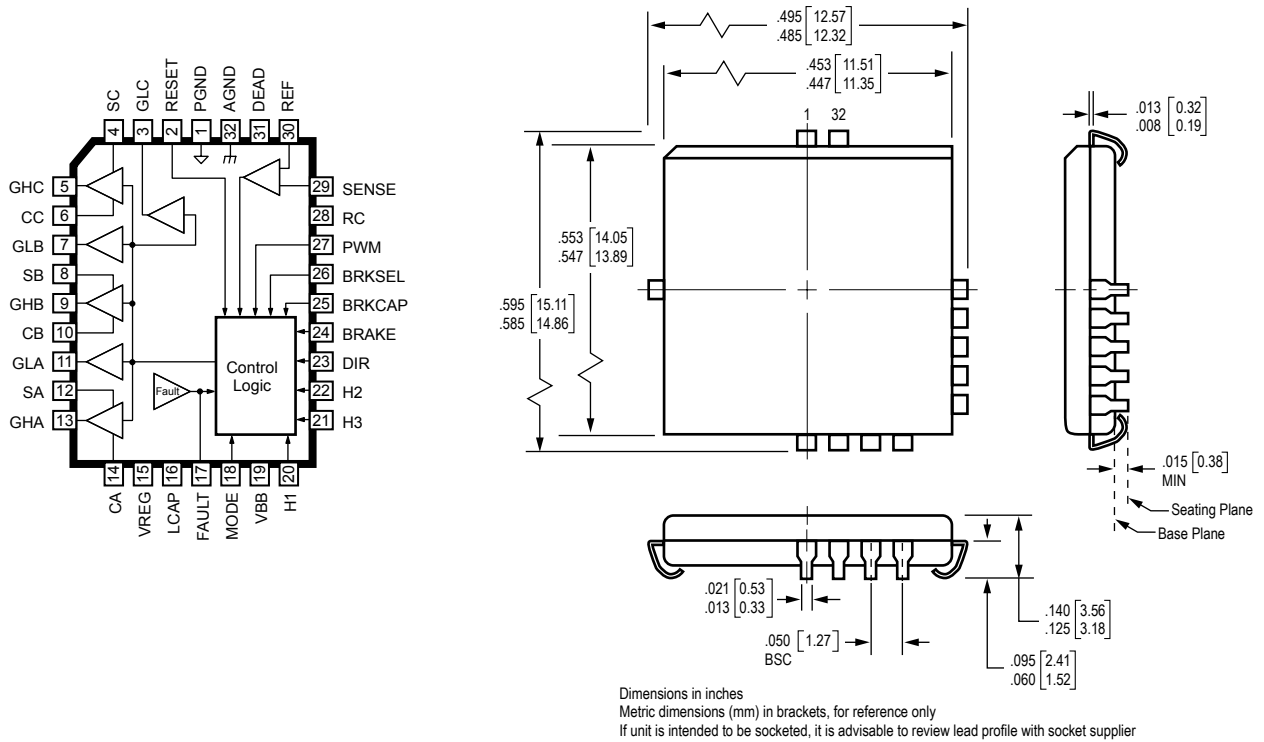 SC
GLC
RESET
PGND
AGND
DEAD
REF
4
3
2
1
32
31
30
GHC 5
CC 6
GLB 7
SB 8
GHB 9
CB 10
GLA 11
SA 12
GHA 13
29 SENSE
28 RC
27 PWM
26 BRKSEL
25 BRKCAP
24 BRAKE
23 DIR
22 H2
21 H3
Control
Logic
Fault
14
15
16
17
18
19
20
CA
VREG
LCAP
FAULT
MODE
VBB
H1
.495 [12.57]
.485 [12.32]
.453 [11.51]
.447 [11.35]
1 32
.553 [14.05]
.547 [13.89]
.595 [15.11]
.585 [14.86]
.013 [0.32]
.008 [0.19]
.015 [0.38]
MIN
Seating Plane
Base Plane
.021 [0.53]
.013 [0.33]
.050 [1.27]
BSC
.140 [3.56]
.125 [3.18]
.095 [2.41]
.060 [1.52]
Dimensions in inches
Metric dimensions (mm) in brackets, for reference only
If unit is intended to be socketed, it is advisable to review lead profile with socket supplier